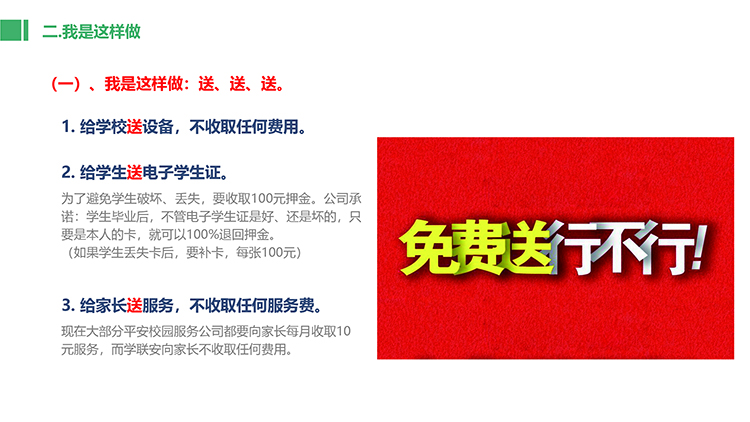 二.我是这样做
（一）、我是这样做：送、送、送。
1. 给学校送设备，不收取任何费用。
2. 给学生送电子学生证。
为了避免学生破坏、丢失，要收取100元押金。公司承
诺：学生毕业后，不管电子学生证是好、还是坏的，只
要是本人的卡，就可以100%退回押金。
（如果学生丢失卡后，要补卡，每张100元）
3. 给家长送服务，不收取任何服务费。
现在大部分平安校园服务公司都要向家长每月收取10
元服务，而学联安向家长不收取任何费用。
免费送行不行!